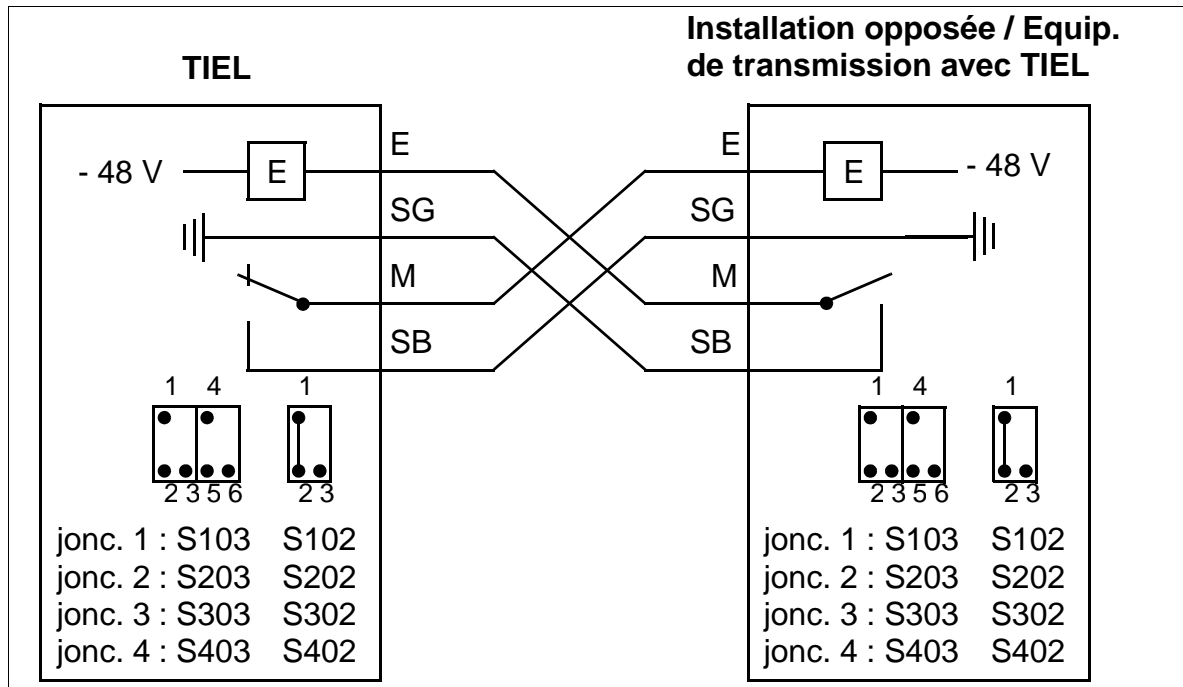 TIEL
Installation opposée / Equip.
de transmission avec TIEL
- 48 V
E
E
SG
M
SB
1 4 1
2 3 5 6 2 3
jonc. 1 : S103 S102
jonc. 2 : S203 S202
jonc. 3 : S303 S302
jonc. 4 : S403 S402
E
SG
M
SB
E
- 48 V
1 4 1
2 3 5 6 2 3
jonc. 1 : S103 S102
jonc. 2 : S203 S202
jonc. 3 : S303 S302
jonc. 4 : S403 S402